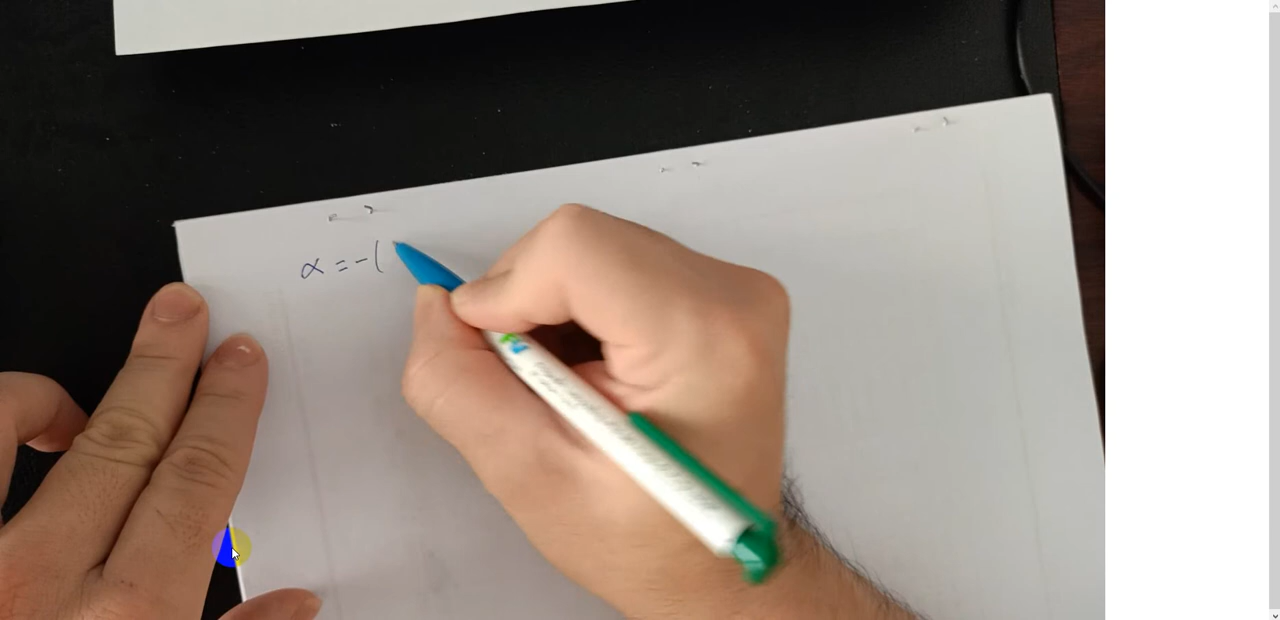 α = - (